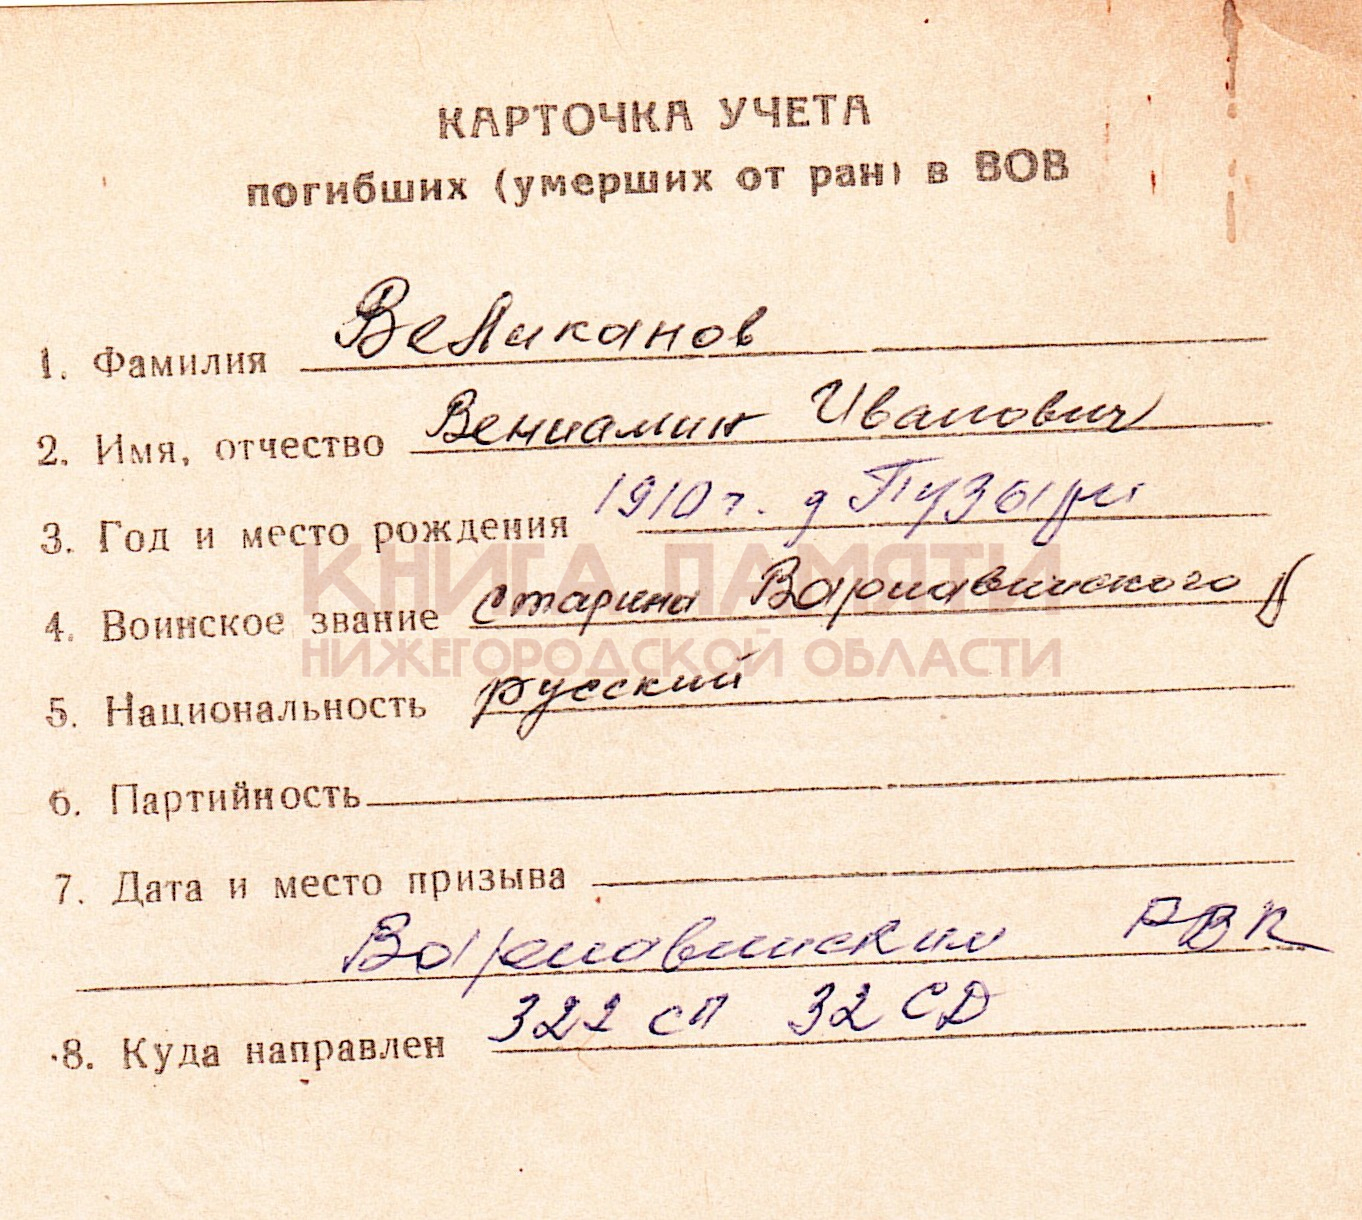 КАРТОЧКА УЧЕТА
погибших (умерших от ран) в ВОВ
1. Фамилия Великанов
2. Имя, отчество Вениамин Иванович
3. Год и место рождения 1910 г. д Пузыри
4. Воинское звание старшина Варнавинского р
КНИГА ПАМЯТИ
НИЖЕГОРОДСКОЙ ОБЛАСТИ
5. Национальность русский
6. Партийность
7. Дата и место призыва
Варнавинским РВК
8. Куда направлен 322 сп 32 СД